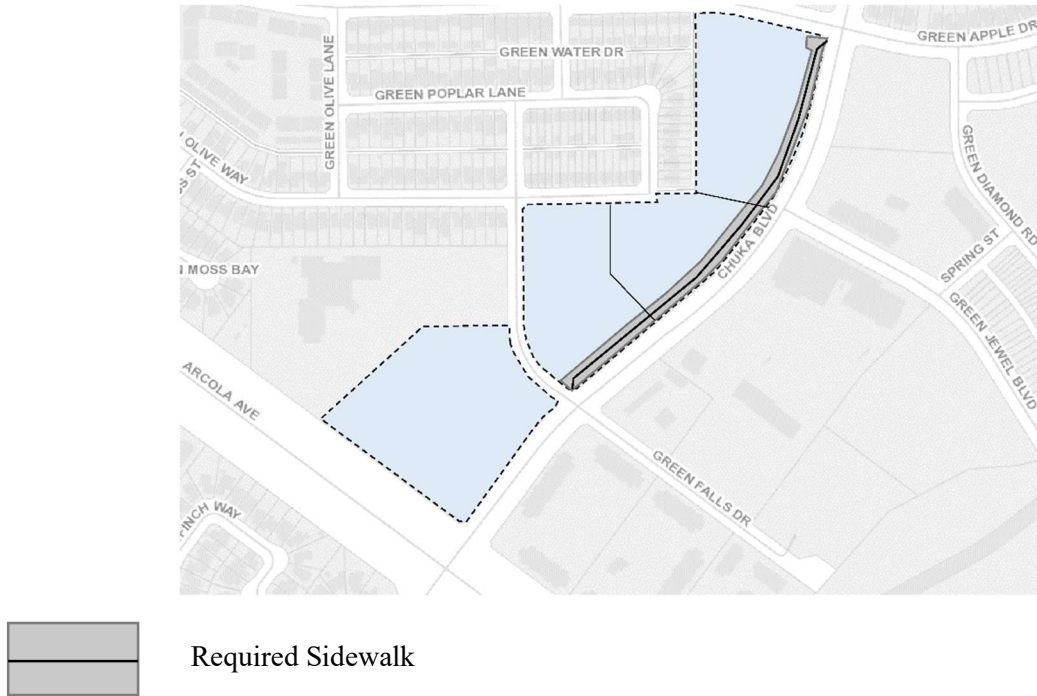 GREEN APPLE DR
GREEN WATER DR
GREEN OLIVE LANE
GREEN POPLAR LANE
OLIVE WAY
GREEN DIAMOND RD
CHUKA BLVD
SPRING ST
MOSS BAY
GREEN JEWEL BLVD
ARCOLA AVE
GREEN FALLS DR
FINCH WAY
Required Sidewalk